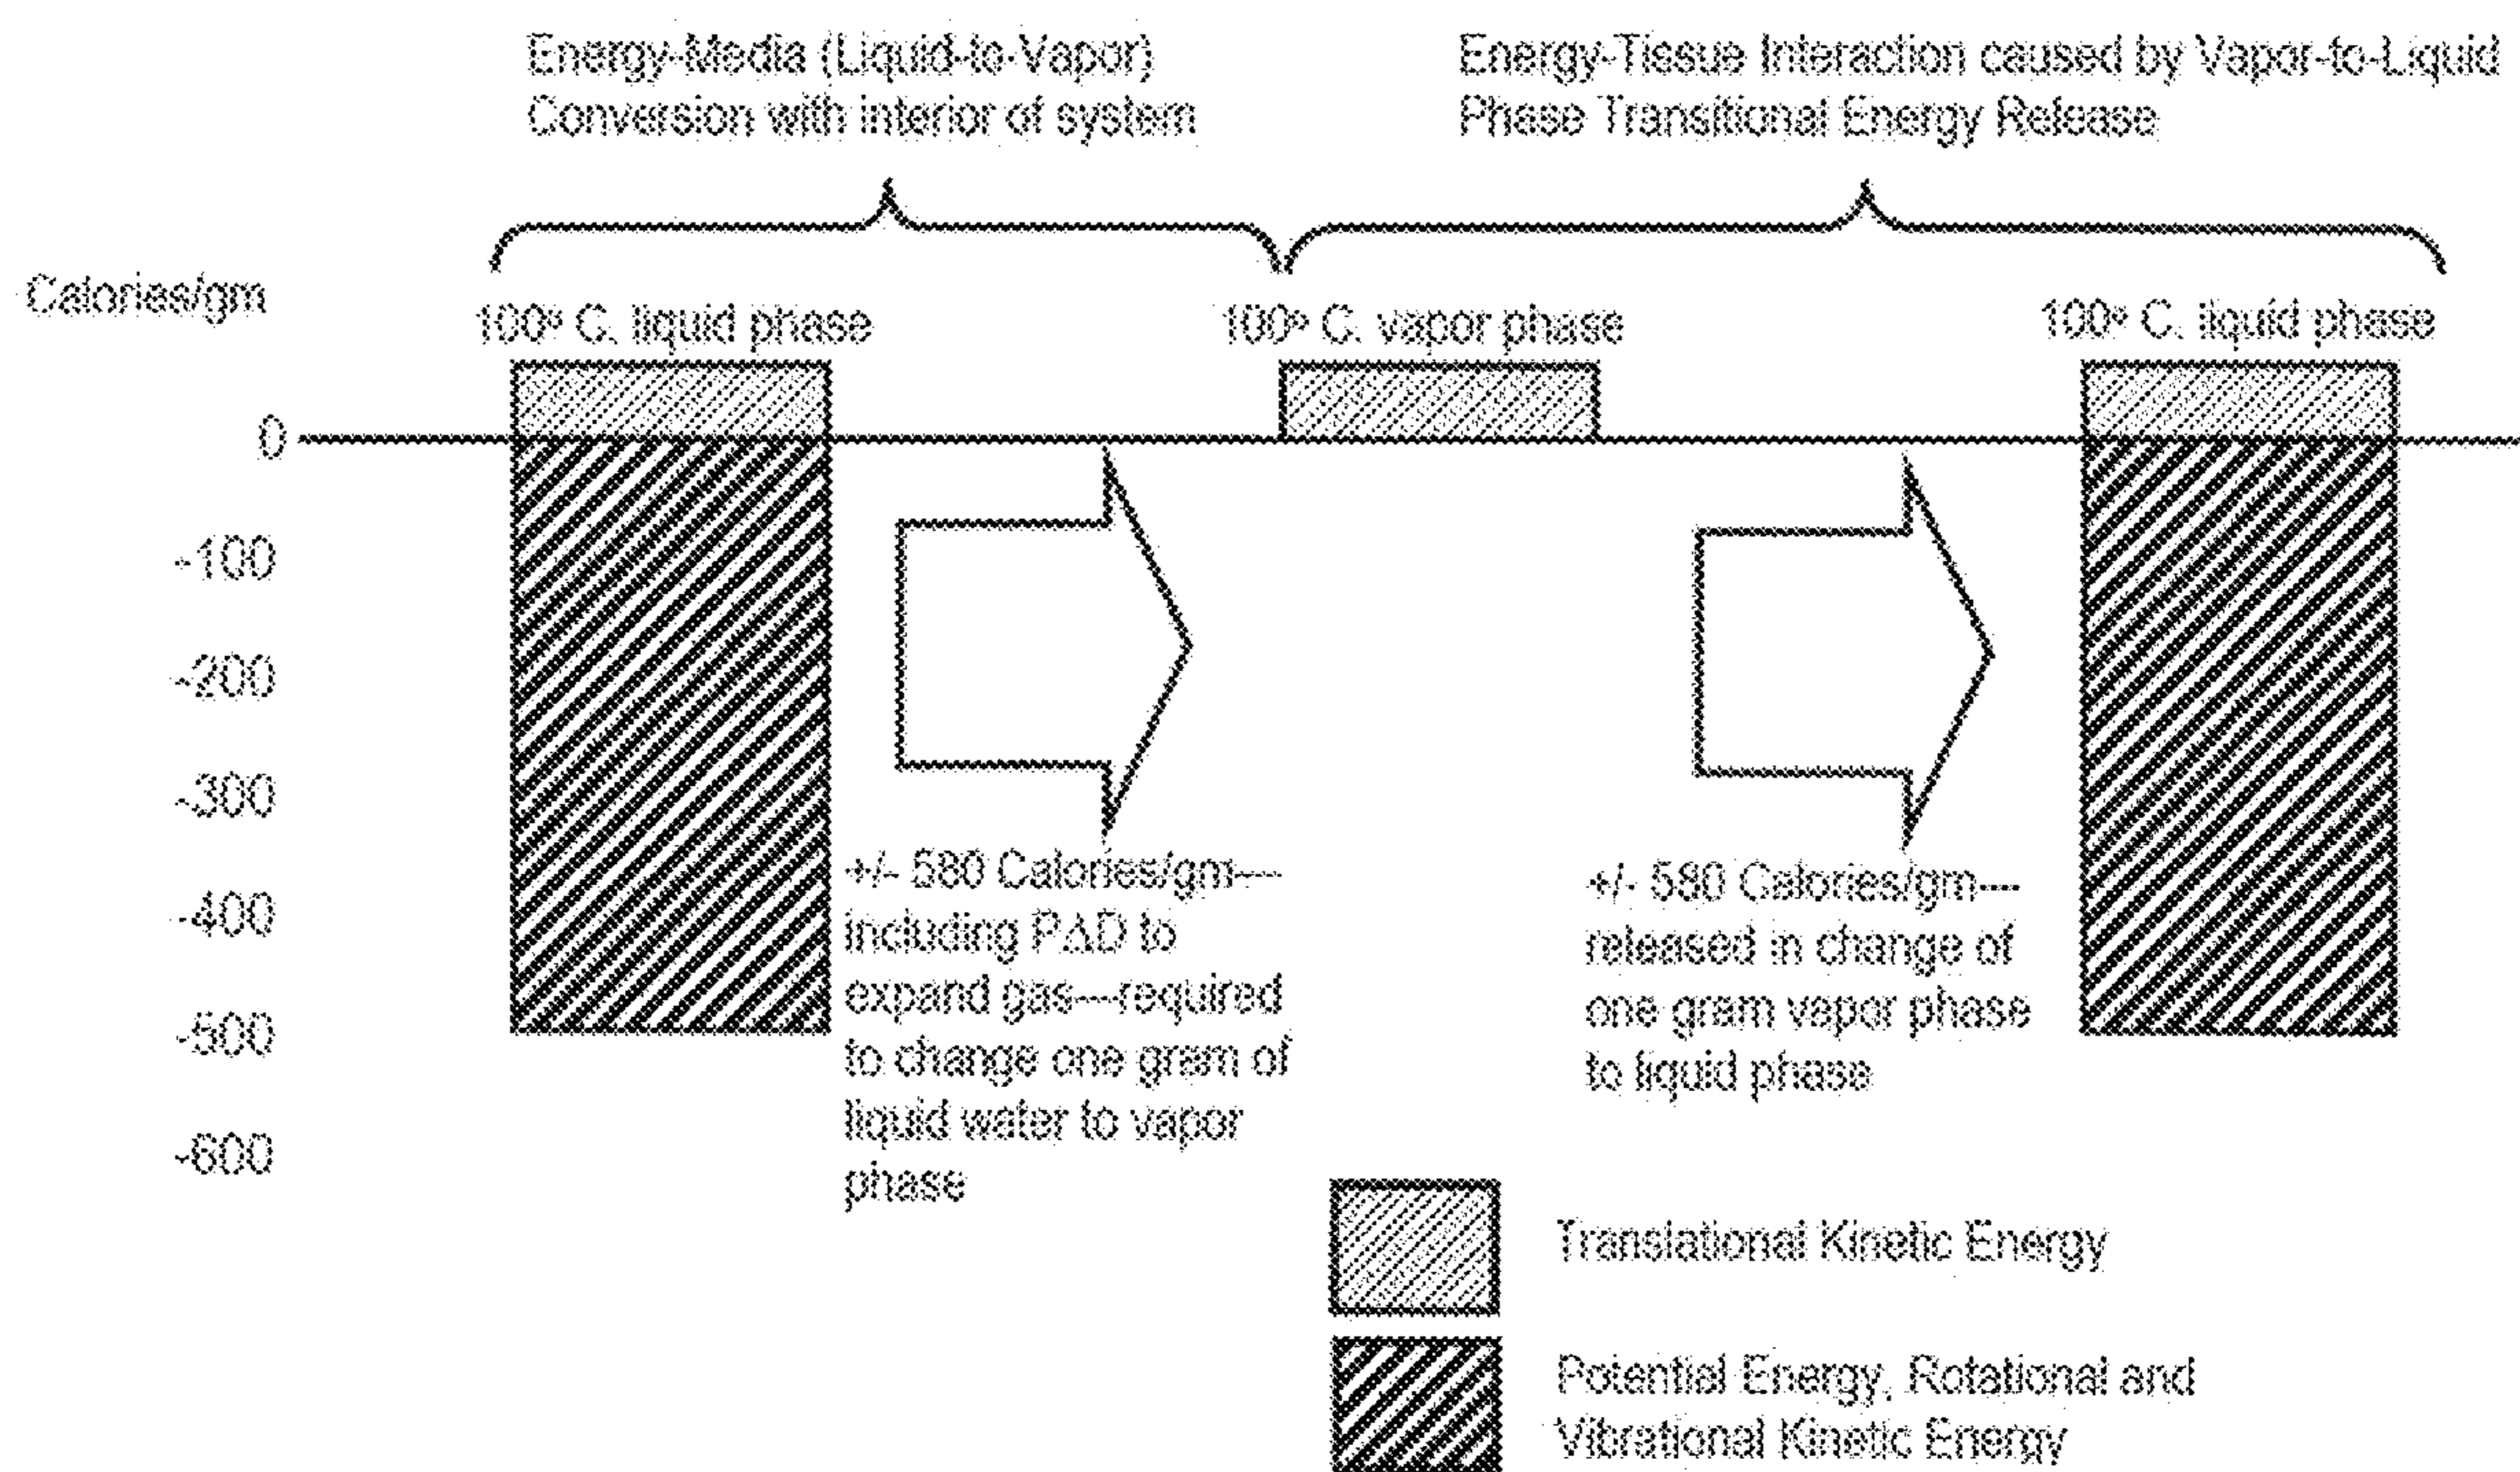 Energy-Media (Liquid-to-Vapor)
Conversion with interior of system
Energy-Tissue Interaction caused by Vapor-to-Liquid
Phase Transitional Energy Release
Calories/gm
100° C. liquid phase
100° C. vapor phase
100° C. liquid phase
0
-100
-200
-300
-400
-500
-600
+/- 580 Calories/gm—
including PΔD to
expand gas—required
to change one gram of
liquid water to vapor
phase
+/- 580 Calories/gm—
released in change of
one gram vapor phase
to liquid phase
Translational Kinetic Energy
Potential Energy, Rotational and
Vibrational Kinetic Energy